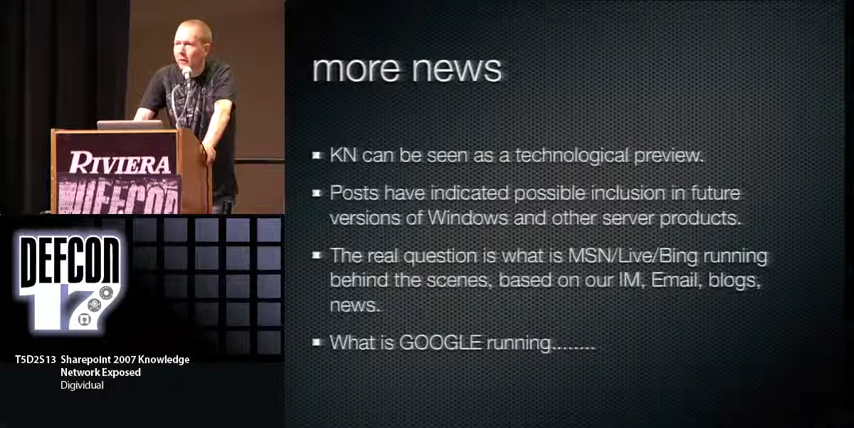 more news
KN can be seen as a technological preview.
Posts have indicated possible inclusion in future
versions of Windows and other server products.
The real question is what is MSN/Live/Bing running
behind the scenes, based on our IM, Email, blogs,
news.
What is GOOGLE running........
RIVIERA
DEFCON
DEFCON
17
T5D2S13 Sharepoint 2007 Knowledge
Network Exposed
Digividual